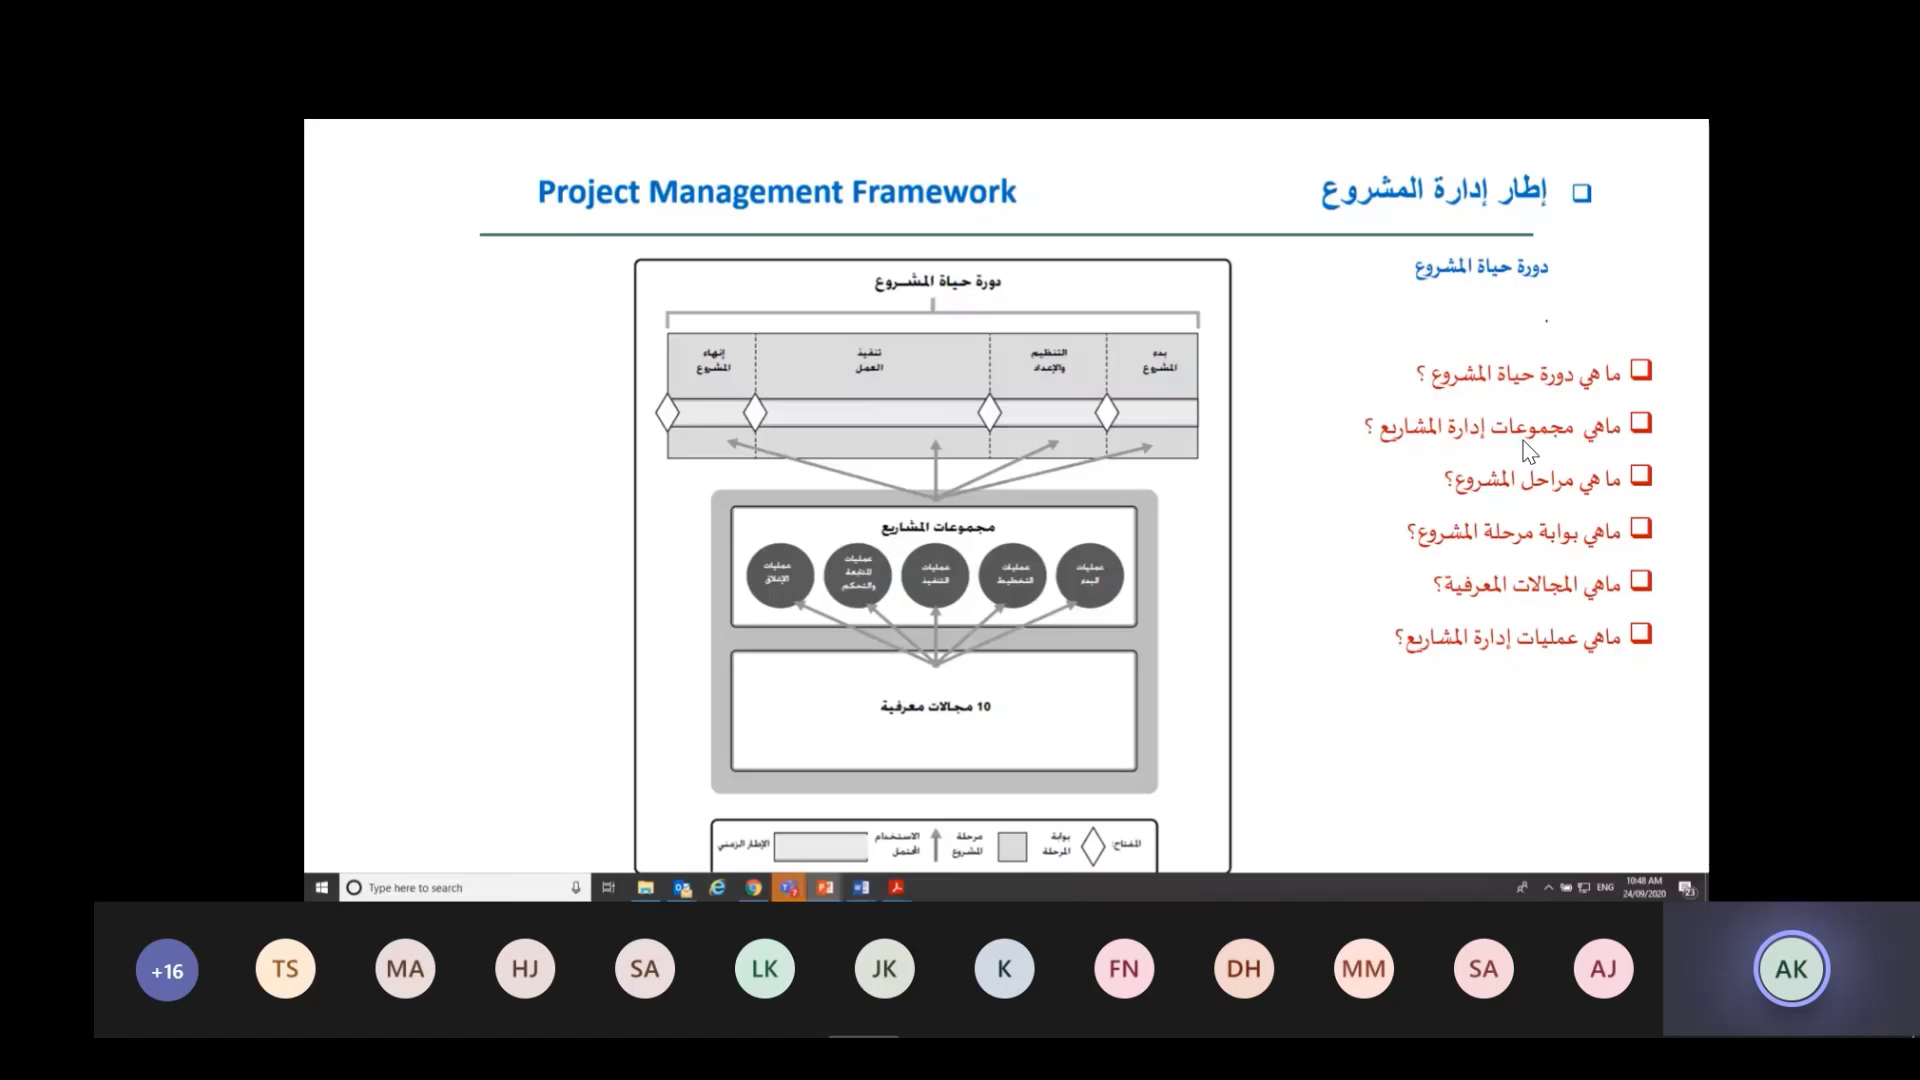 إطار إدارة المشروع
Project Management Framework
دورة حياة المشروع
.
ما هي دورة حياة المشروع ؟
ماهي مجموعات إدارة المشاريع ؟
ما هي مراحل المشروع؟
ماهي بوابة مرحلة المشروع؟
ماهي المجالات المعرفية؟
ماهي عمليات إدارة المشاريع؟
دورة حياة المشروع
بدء
المشروع
التنظيم
والإعداد
تنفيذ
العمل
إنهاء
المشروع
مجموعات المشاريع
عمليات
البدء
عمليات
التخطيط
عمليات
التنفيذ
عمليات
المتابعة
والتحكم
عمليات
الإغلاق
10 مجالات معرفية
المفتاح:
بوابة
المرحلة
مرحلة
المشروع
الاستخدام
المحتمل
الإطار الزمني
Type here to search
ENG
10:48 AM
24/09/2020
23
+16
TS
MA
HJ
SA
LK
JK
K
FN
DH
MM
SA
AJ
AK